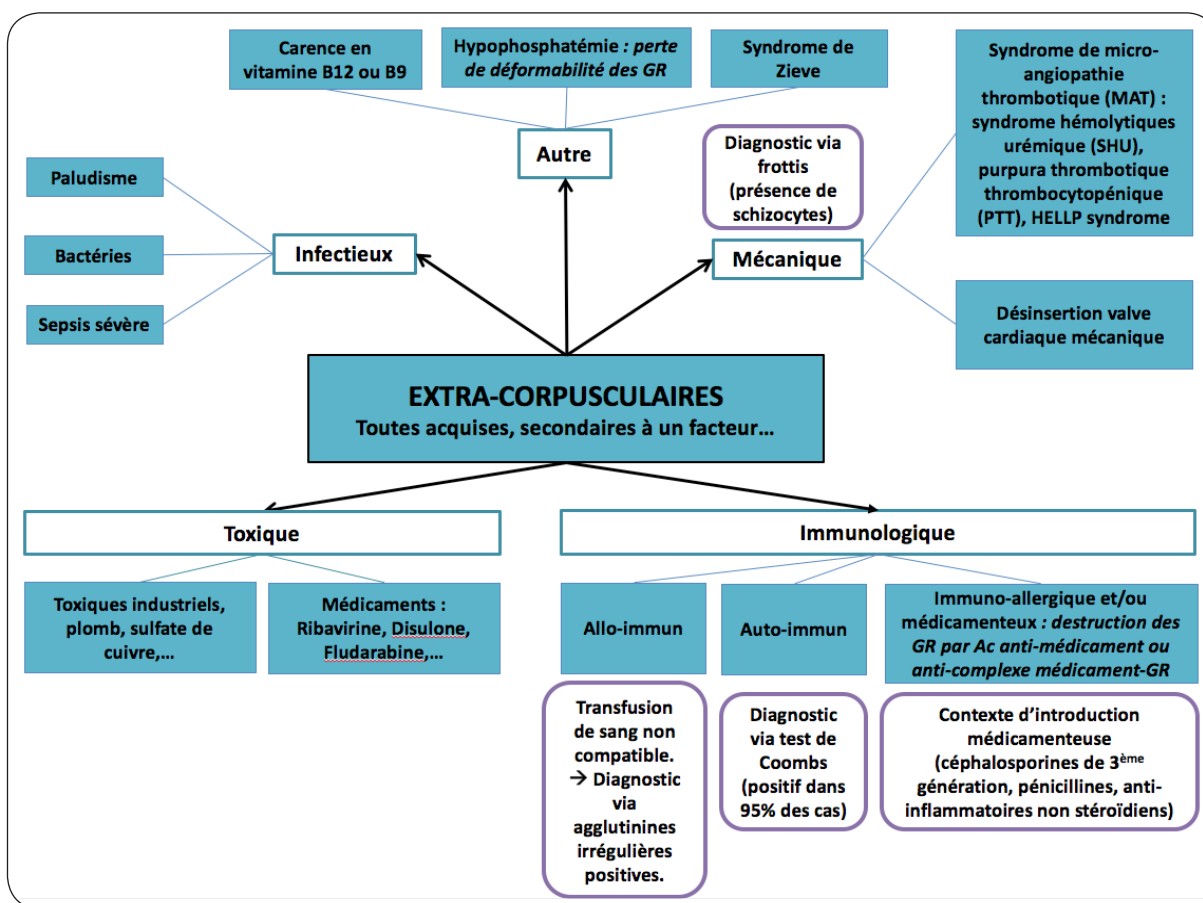 Carence en
vitamine B12 ou B9
Hypophosphatémie : perte
de déformabilité des GR
Syndrome de
Zieve
Syndrome de micro-
angiopathie
thrombotique (MAT) :
syndrome hémolytiques
urémique (SHU),
purpura thrombotique
thrombocytopénique
(PTT), HELLP syndrome
Autre
Diagnostic via
frottis
(présence de
schizocytes)
Paludisme
Bactéries
Sepsis sévère
Infectieux
Mécanique
Désinsertion valve
cardiaque mécanique
EXTRA-CORPUSCULAIRES
Toutes acquises, secondaires à un facteur…
Toxique
Immunologique
Toxiques industriels,
plomb, sulfate de
cuivre,…
Médicaments :
Ribavirine, Disulone,
Fludarabine,…
Allo-immun
Auto-immun
Immuno-allergique et/ou
médicamenteux : destruction des
GR par Ac anti-médicament ou
anti-complexe médicament-GR
Transfusion
de sang non
compatible.
→ Diagnostic
via
agglutinines
irrégulières
positives.
Diagnostic
via test de
Coombs
(positif dans
95% des cas)
Contexte d’introduction
médicamenteuse
(céphalosporines de 3ème
génération, pénicillines, anti-
inflammatoires non stéroïdiens)